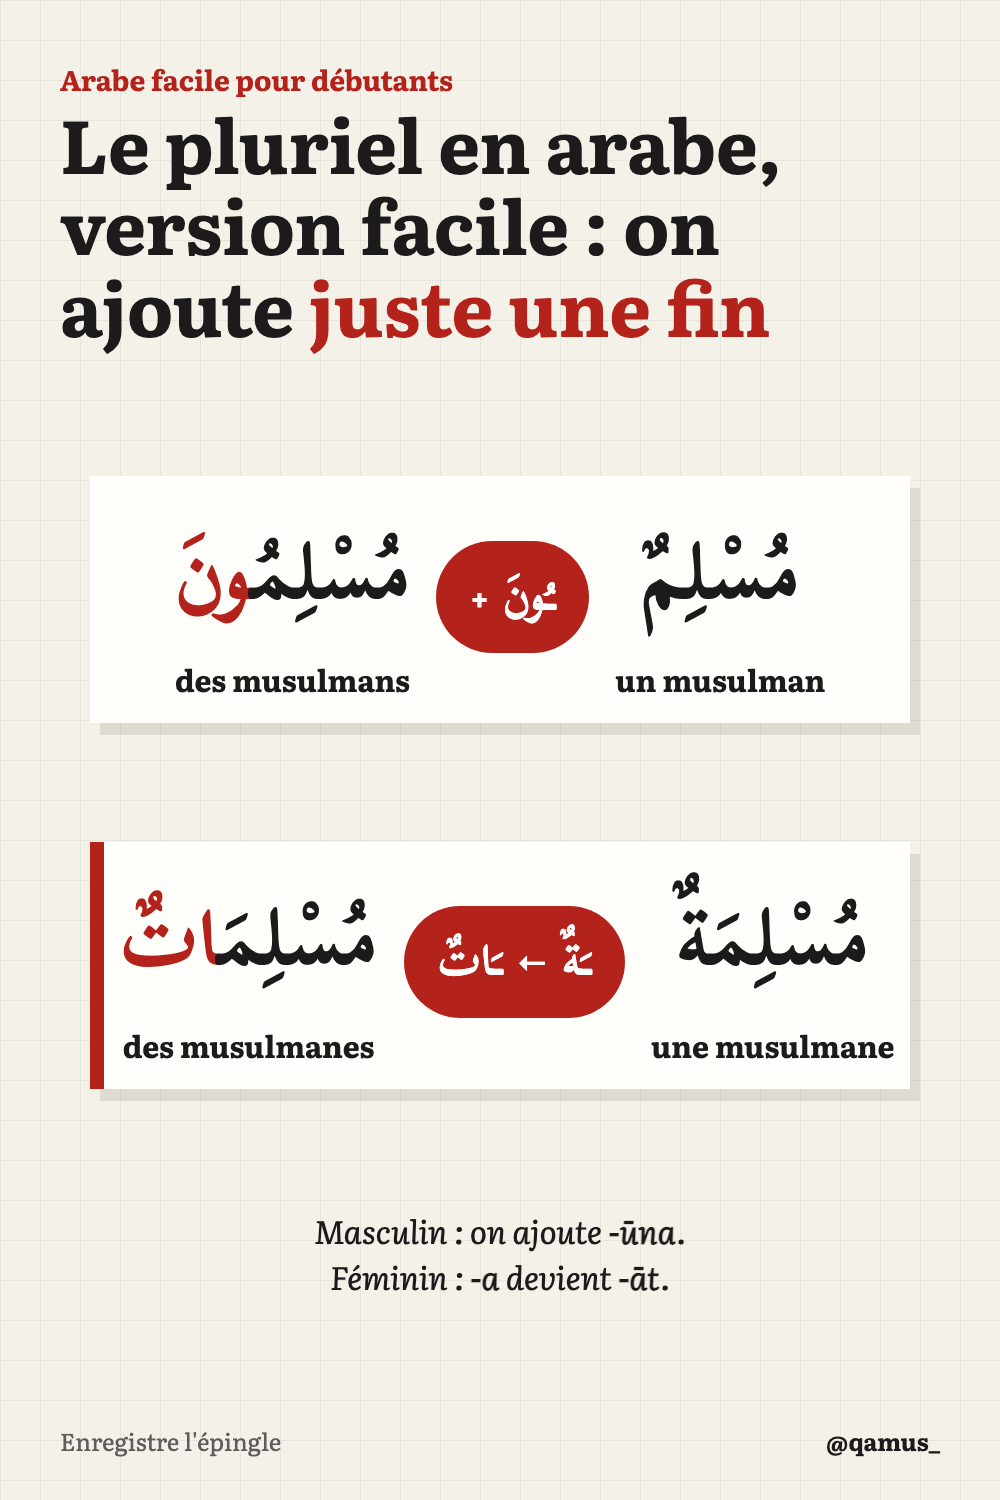 Arabe facile pour débutants
Le pluriel en arabe,
version facile : on
ajoute juste une fin
مُسْلِمٌ
ـُونَ +
مُسْلِمُونَ
un musulman
des musulmans
مُسْلِمَةٌ
ـَةٌ ← ـَاتٌ
مُسْلِمَاتٌ
une musulmane
des musulmanes
Masculin : on ajoute -ūna.
Féminin : -a devient -āt.
Enregistre l'épingle
@qamus_